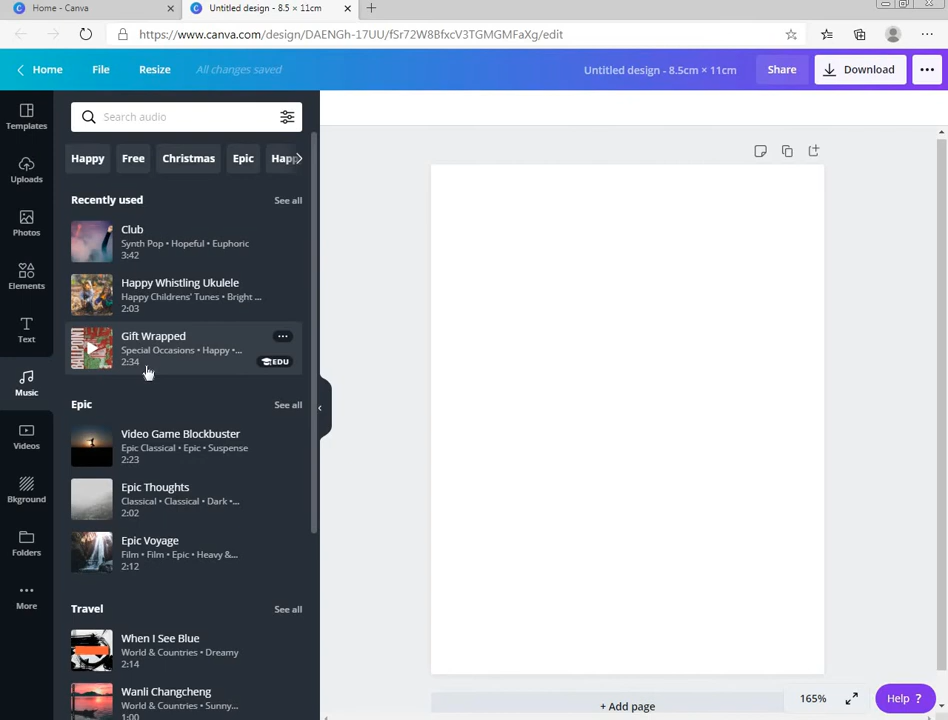 Home - Canva
Untitled design - 8.5 × 11cm
https://www.canva.com/design/DAENGh-17UU/fSr72W8BfxcV3TGMGMFaXg/edit
Home
File
Resize
All changes saved
Untitled design - 8.5cm × 11cm
Share
Download
Templates
Uploads
Photos
Elements
Text
Music
Videos
Bkground
Folders
More
Search audio
Happy
Free
Christmas
Epic
Happ
Recently used
See all
Club
Synth Pop • Hopeful • Euphoric
3:42
Happy Whistling Ukulele
Happy Childrens' Tunes • Bright ...
2:03
BALLPOINT
Gift Wrapped
Special Occasions • Happy •...
2:34
EDU
Epic
See all
Video Game Blockbuster
Epic Classical • Epic • Suspense
2:23
Epic Thoughts
Classical • Classical • Dark •...
2:02
Epic Voyage
Film • Film • Epic • Heavy &...
2:12
Travel
See all
When I See Blue
World & Countries • Dreamy
2:14
Wanli Changcheng
World & Countries • Sunny...
1:00
+ Add page
165%
Help ?